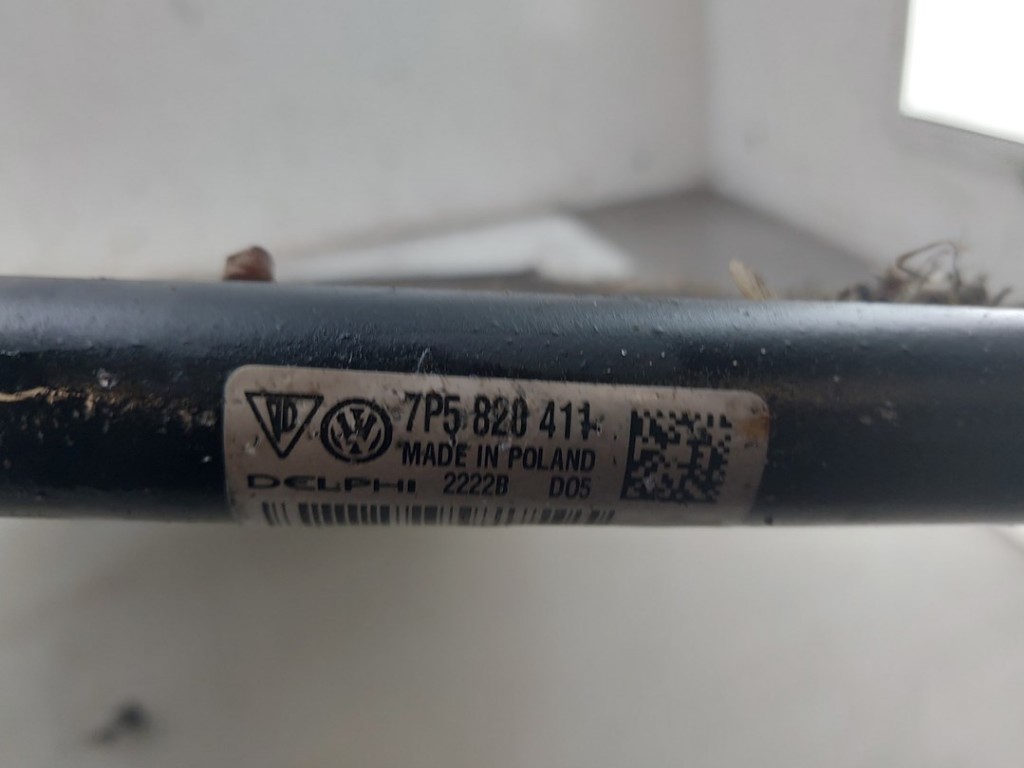 7P5 820 411
MADE IN POLAND
DELPHI 2222B D05